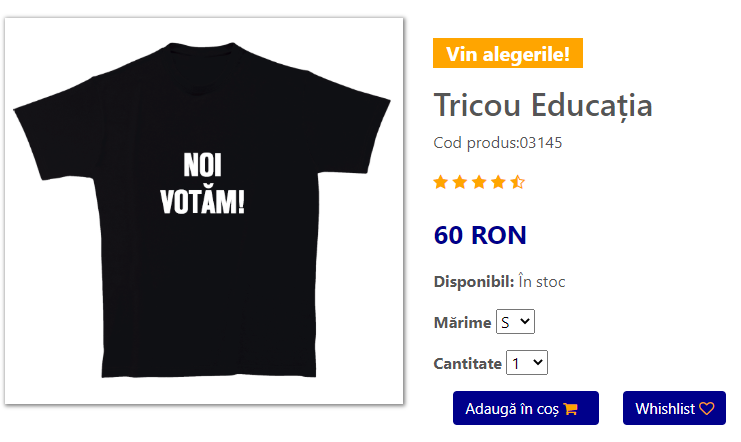 NOI
VOTĂM!
Vin alegerile!
Tricou Educația
Cod produs:03145
60 RON
Disponibil: În stoc
Mărime S
Cantitate 1
Adaugă în coș
Whishlist